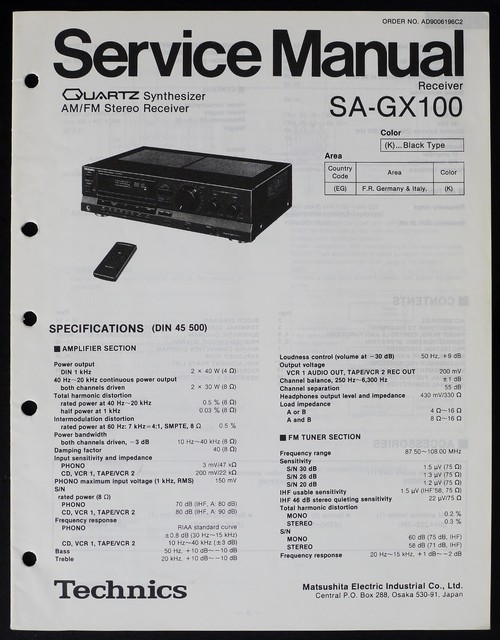 ORDER NO. AD9006196C2
Service Manual
Receiver
QUARTZ Synthesizer
AM/FM Stereo Receiver
SA-GX100
Color
(K)...Black Type
Area
Country Code Area Color
(EG) F.R. Germany & Italy. (K)
SPECIFICATIONS (DIN 45 500)
■ AMPLIFIER SECTION
Power output
DIN 1 kHz 2 × 40 W (4 Ω)
40 Hz~20 kHz continuous power output
both channels driven 2 × 30 W (8 Ω)
Total harmonic distortion
rated power at 40 Hz~20 kHz 0.5 % (8 Ω)
half power at 1 kHz 0.03 % (8 Ω)
Intermodulation distortion
rated power at 60 Hz: 7 kHz=4:1, SMPTE, 8 Ω 0.5 %
Power bandwidth
both channels driven, −3 dB 10 Hz~40 kHz (8 Ω)
Damping factor 40 (8 Ω)
Input sensitivity and impedance
PHONO 3 mV/47 kΩ
CD, VCR 1, TAPE/VCR 2 200 mV/22 kΩ
PHONO maximum input voltage (1 kHz, RMS) 150 mV
S/N
rated power (8 Ω)
PHONO 70 dB (IHF, A: 80 dB)
CD, VCR 1, TAPE/VCR 2 80 dB (IHF, A: 90 dB)
Frequency response
PHONO RIAA standard curve
±0.8 dB (30 Hz~15 kHz)
CD, VCR 1, TAPE/VCR 2 10 Hz~40 kHz (±3 dB)
Bass 50 Hz, +10 dB~−10 dB
Treble 20 kHz, +10 dB~−10 dB
Loudness control (volume at −30 dB) 50 Hz, +9 dB
Output voltage
VCR 1 AUDIO OUT, TAPE/VCR 2 REC OUT 200 mV
Channel balance, 250 Hz~6,300 Hz ±1 dB
Channel separation 55 dB
Headphones output level and impedance 430 mV/330 Ω
Load impedance
A or B 4 Ω~16 Ω
A and B 8 Ω~16 Ω
■ FM TUNER SECTION
Frequency range 87.50~108.00 MHz
Sensitivity
S/N 30 dB 1.5 µV (75 Ω)
S/N 26 dB 1.3 µV (75 Ω)
S/N 20 dB 1.2 µV (75 Ω)
IHF usable sensitivity 1.5 µV (IHF'58, 75 Ω)
IHF 46 dB stereo quieting sensitivity 22 µV/75 Ω
Total harmonic distortion
MONO 0.2 %
STEREO 0.3 %
S/N
MONO 60 dB (75 dB, IHF)
STEREO 58 dB (71 dB, IHF)
Frequency response 20 Hz~15 kHz, +1 dB~−2 dB
Technics
Matsushita Electric Industrial Co., Ltd.
Central P.O. Box 288, Osaka 530-91, Japan